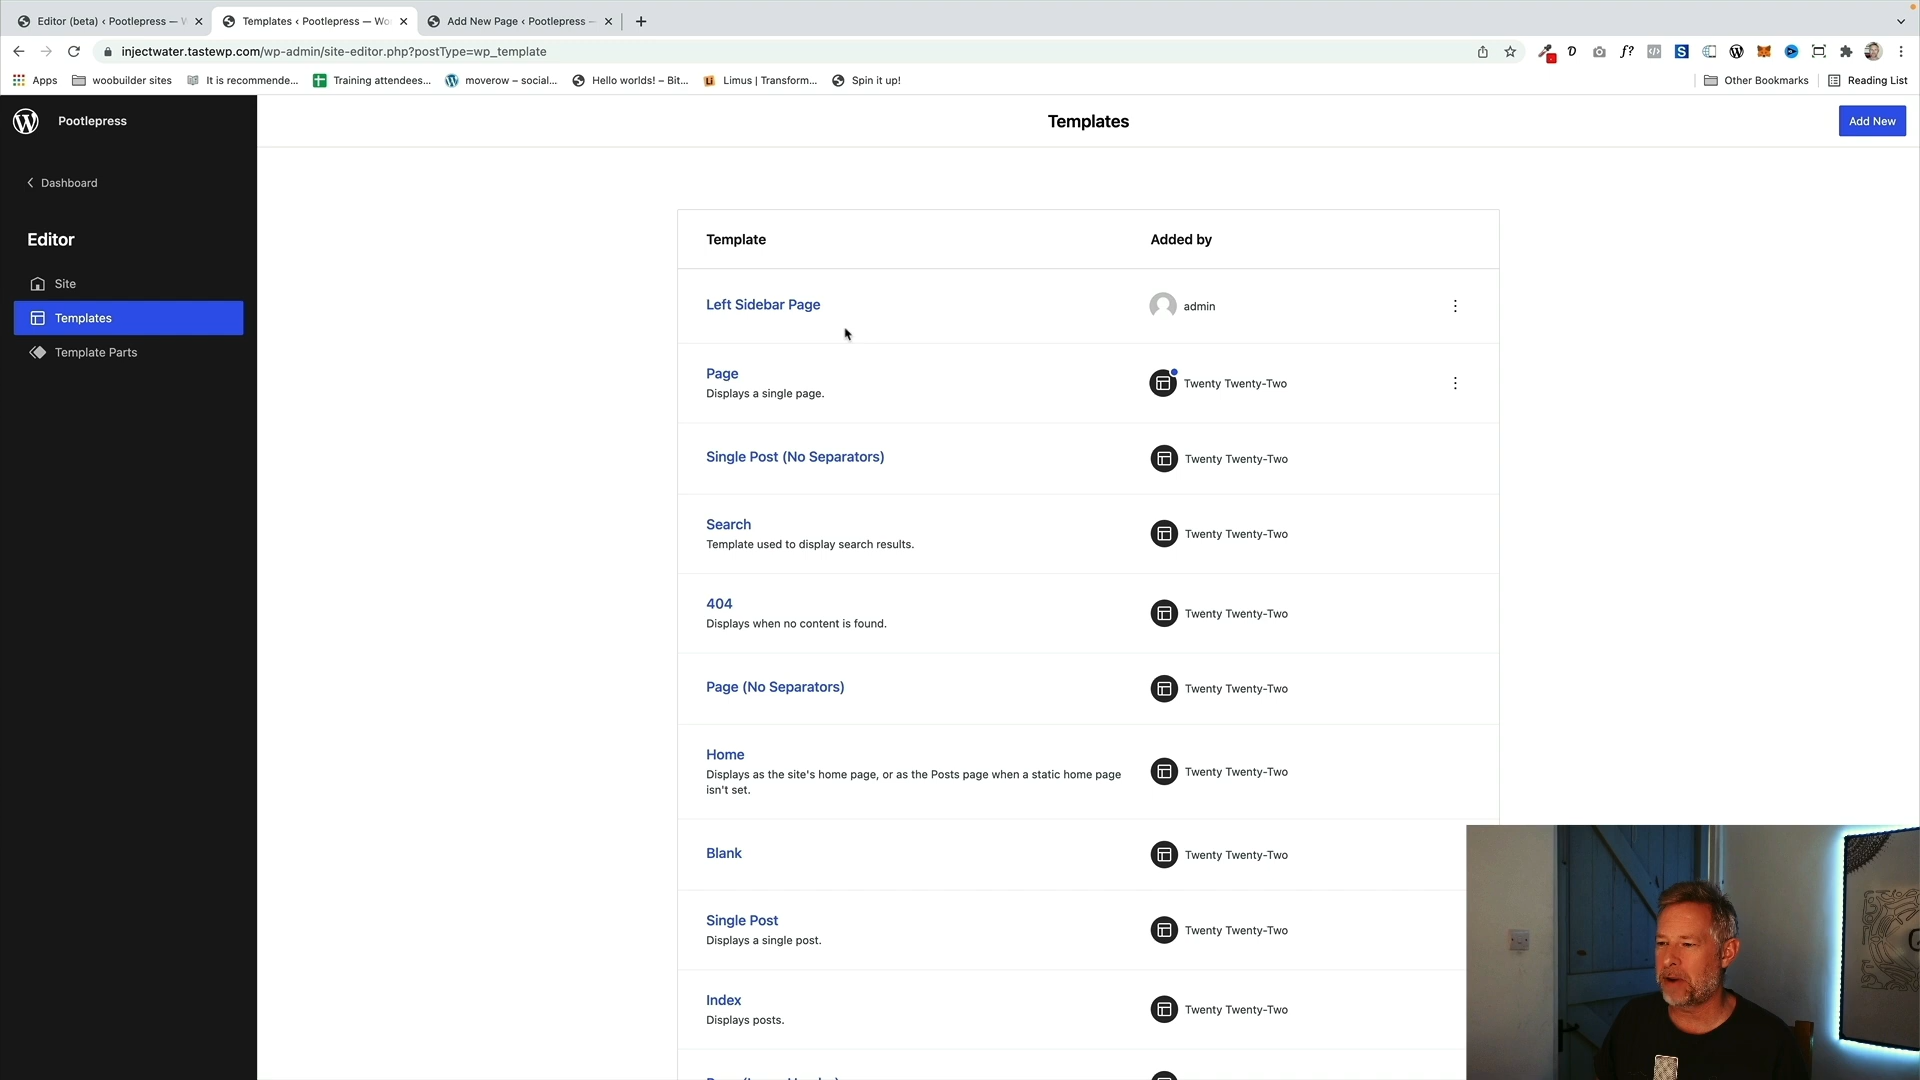 Editor (beta) ‹ Pootlepress —
Templates ‹ Pootlepress — Wo
Add New Page ‹ Pootlepress —
injectwater.tastewp.com/wp-admin/site-editor.php?postType=wp_template
Apps
woobuilder sites
It is recommende...
Training attendees...
moverow – social...
Hello worlds! – Bit...
Limus | Transform...
Spin it up!
Other Bookmarks
Reading List
Pootlepress
Templates
Add New
Dashboard
Editor
Site
Templates
Template Parts
Template
Added by
Left Sidebar Page
admin
Page
Displays a single page.
Twenty Twenty-Two
Single Post (No Separators)
Twenty Twenty-Two
Search
Template used to display search results.
Twenty Twenty-Two
404
Displays when no content is found.
Twenty Twenty-Two
Page (No Separators)
Twenty Twenty-Two
Home
Displays as the site's home page, or as the Posts page when a static home page
isn't set.
Twenty Twenty-Two
Blank
Twenty Twenty-Two
Single Post
Displays a single post.
Twenty Twenty-Two
Index
Displays posts.
Twenty Twenty-Two